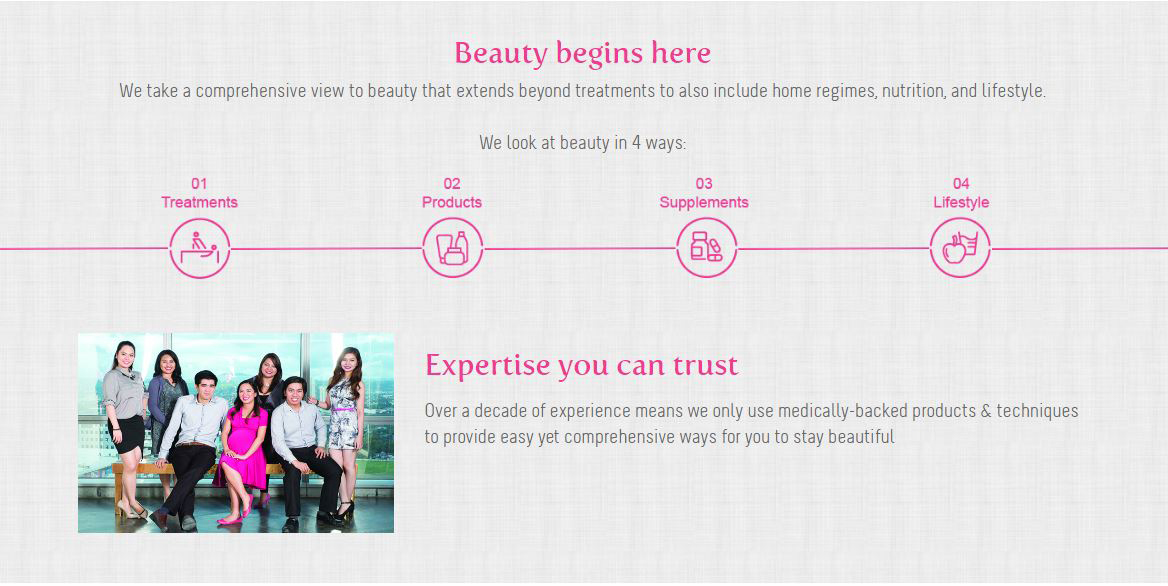 Beauty begins here
We take a comprehensive view to beauty that extends beyond treatments to also include home regimes, nutrition, and lifestyle.
We look at beauty in 4 ways:
01
Treatments
02
Products
03
Supplements
04
Lifestyle
Expertise you can trust
Over a decade of experience means we only use medically-backed products & techniques
to provide easy yet comprehensive ways for you to stay beautiful